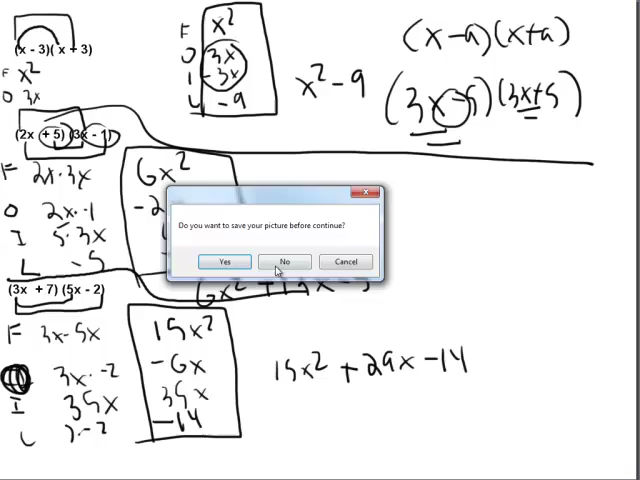 (x - 3)( x + 3)
F x²
O 3x
F x²
O 3x
I -3x
L -9
x² - 9
(x - a)(x + a)
(3x - 5)(3x + 5)
(2x + 5) (3x - 1)
F 2x · 3x
O 2x · -1
I 5 · 3x
L -5
6x²
-2
Do you want to save your picture before continue?
Yes No Cancel
(3x + 7) (5x - 2)
F 3x - 5x
3x · -2
I 35x
L
15x²
-6x
35x
-14
15x² + 29x - 14